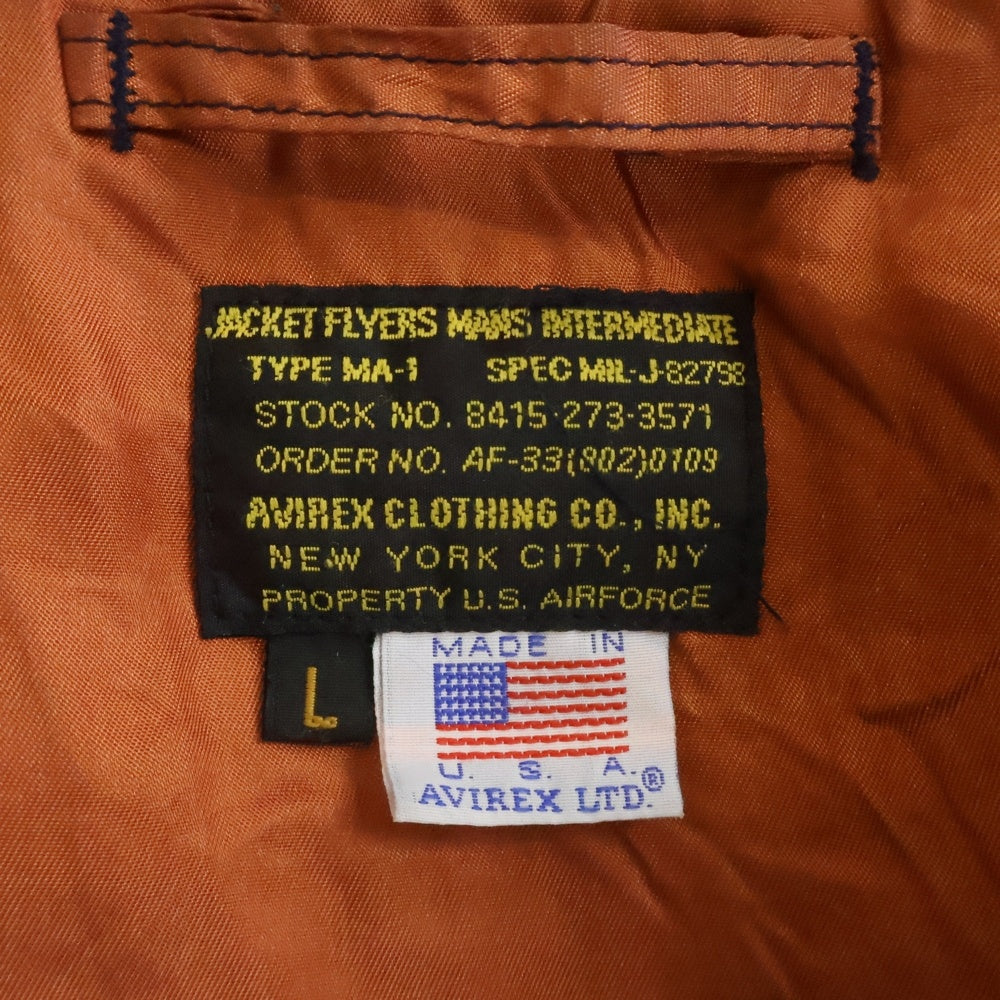 JACKET FLYERS MANS INTERMEDIATE
TYPE MA-1 SPEC MIL-J-82798
STOCK NO. 8415-273-3571
ORDER NO. AF-33(802)0109
AVIREX CLOTHING CO., INC.
NEW YORK CITY, NY
PROPERTY U.S. AIRFORCE
L
MADE IN
U. S. A.
AVIREX LTD.®